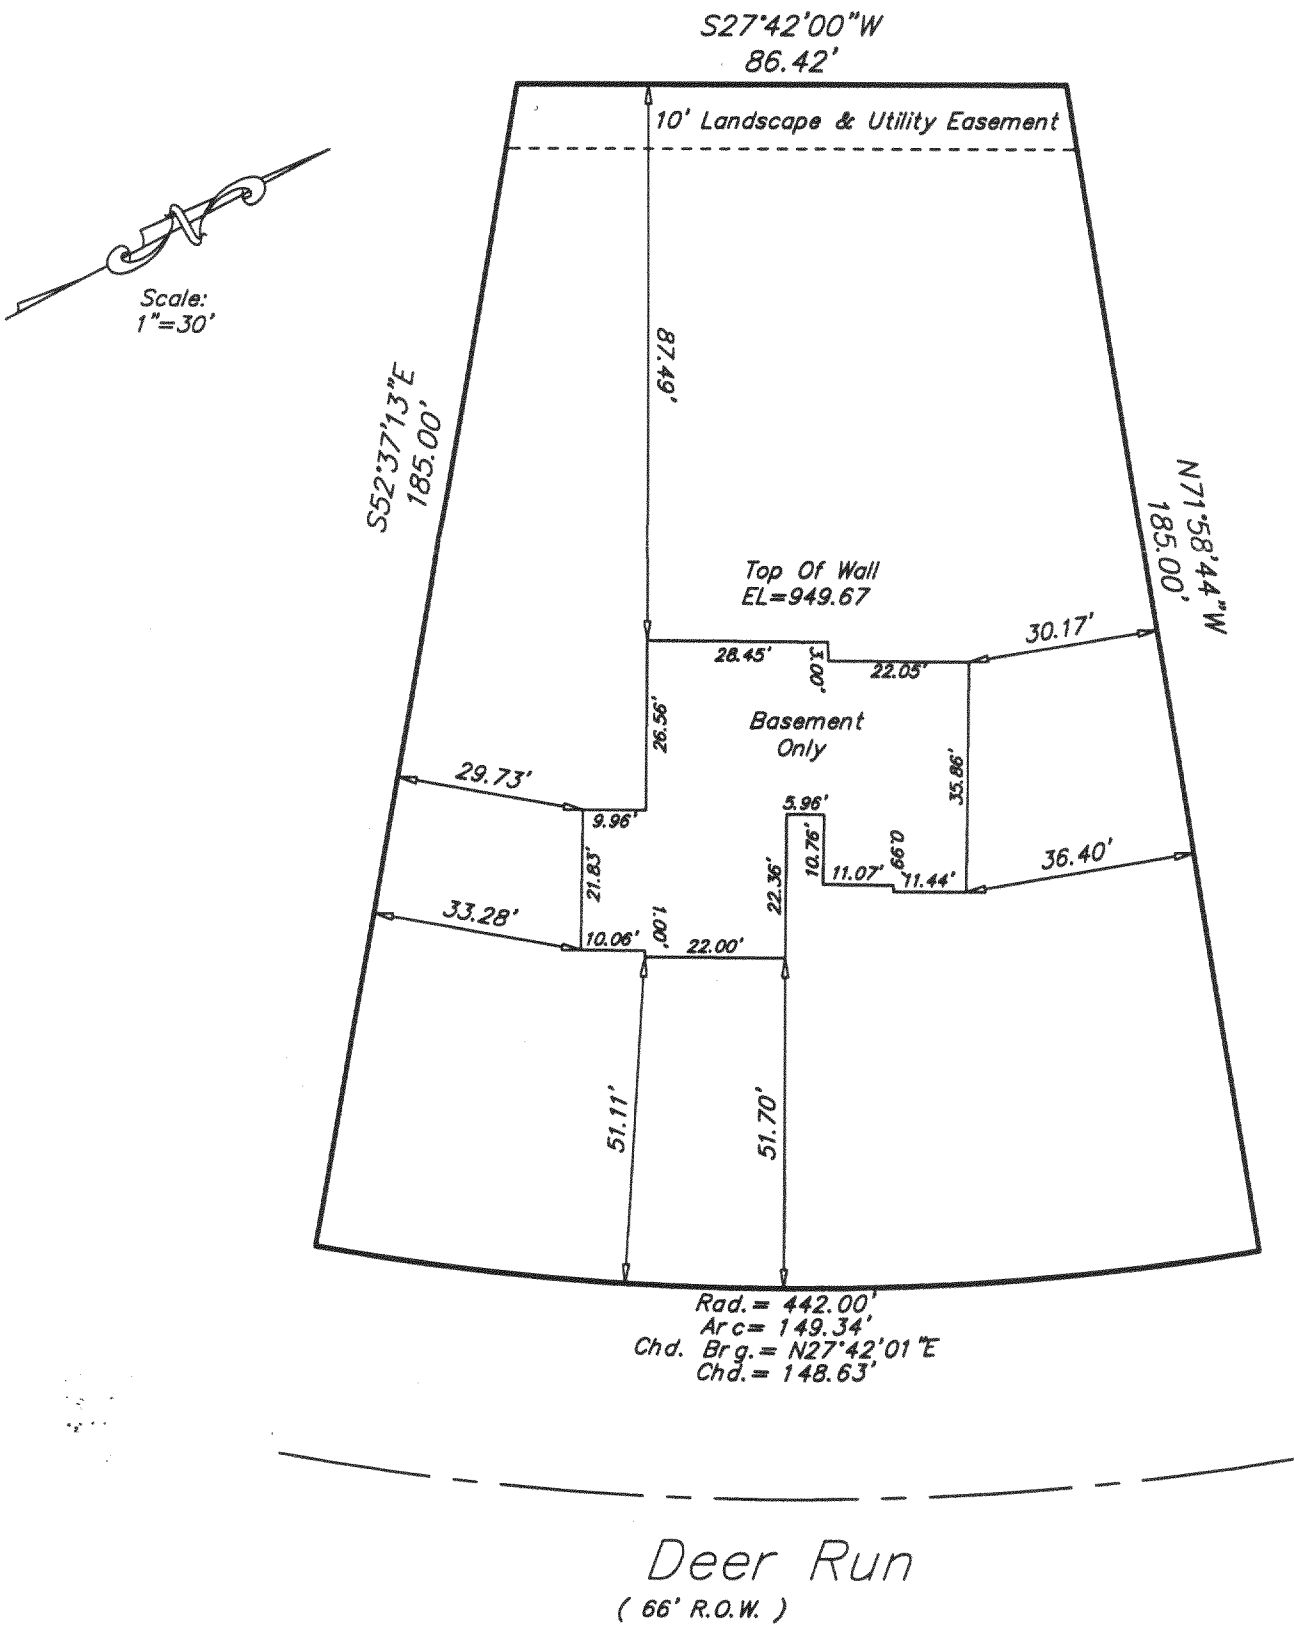 S27°42'00"W
86.42'
10' Landscape & Utility Easement
Scale:
1"=30'
87.49'
S52°37'13"E
185.00'
N71°58'44"W
185.00'
Top Of Wall
EL=949.67
30.17'
28.45'
3.00'
22.05'
26.56'
Basement
Only
35.86'
29.73'
9.96'
5.96'
10.76'
0.99'
11.07'
11.44'
36.40'
21.83'
22.36'
33.28'
10.06'
1.00'
22.00'
51.11'
51.70'
Rad.= 442.00'
Arc= 149.34'
Chd. Brg.= N27°42'01"E
Chd.= 148.63'
Deer Run
( 66' R.O.W. )